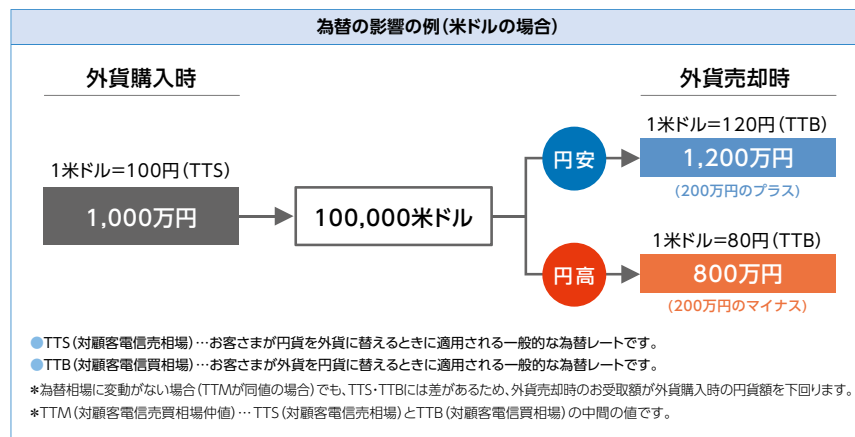 為替の影響の例（米ドルの場合）
外貨購入時
外貨売却時
1米ドル＝100円（TTS）
1,000万円
100,000米ドル
円安
1米ドル＝120円（TTB）
1,200万円
（200万円のプラス）
円高
1米ドル＝80円（TTB）
800万円
（200万円のマイナス）
●TTS（対顧客電信売相場）…お客さまが円貨を外貨に替えるときに適用される一般的な為替レートです。
●TTB（対顧客電信買相場）…お客さまが外貨を円貨に替えるときに適用される一般的な為替レートです。
＊為替相場に変動がない場合（TTMが同値の場合）でも、TTS・TTBには差があるため、外貨売却時のお受取額が外貨購入時の円貨額を下回ります。
＊TTM（対顧客電信売買相場仲値）…TTS（対顧客電信売相場）とTTB（対顧客電信買相場）の中間の値です。